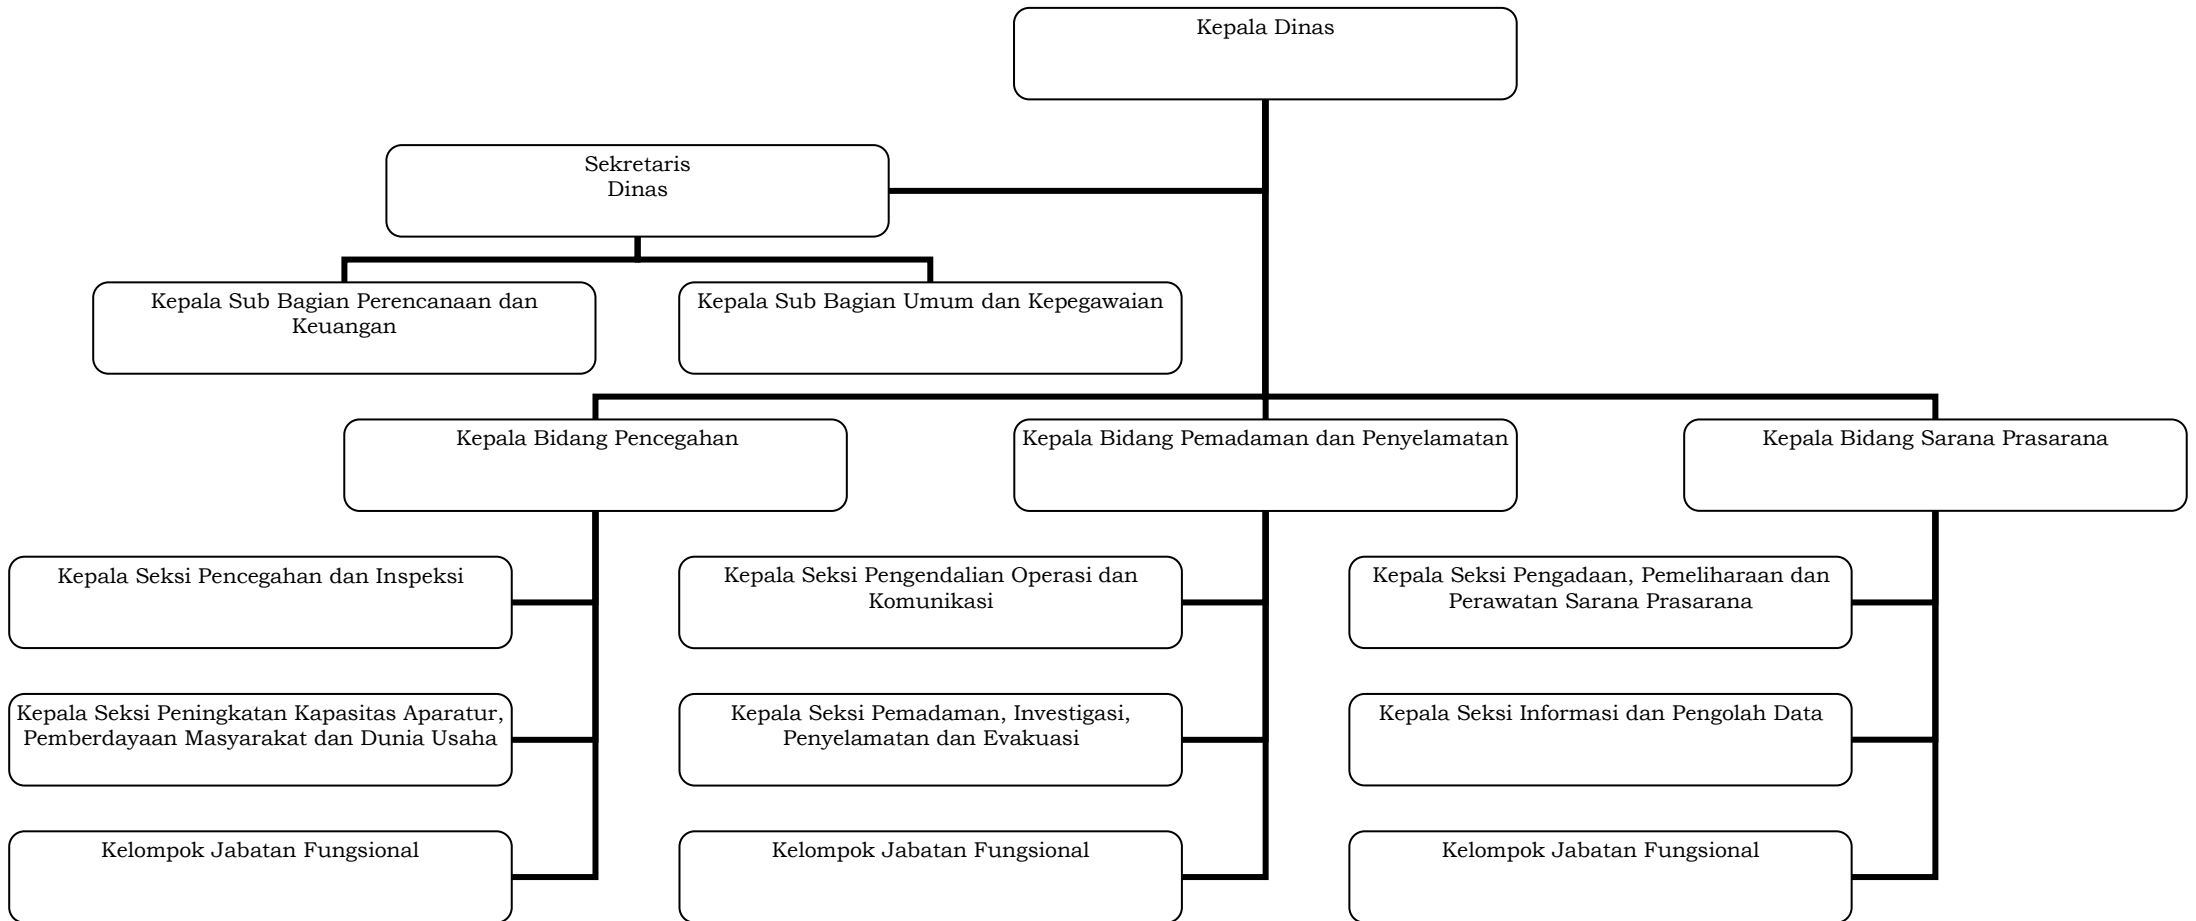 Kepala Dinas
Sekretaris
Dinas
Kepala Sub Bagian Perencanaan dan
Keuangan
Kepala Sub Bagian Umum dan Kepegawaian
Kepala Bidang Pencegahan
Kepala Bidang Pemadaman dan Penyelamatan
Kepala Bidang Sarana Prasarana
Kepala Seksi Pencegahan dan Inspeksi
Kepala Seksi Pengendalian Operasi dan
Komunikasi
Kepala Seksi Pengadaan, Pemeliharaan dan
Perawatan Sarana Prasarana
Kepala Seksi Peningkatan Kapasitas Aparatur,
Pemberdayaan Masyarakat dan Dunia Usaha
Kepala Seksi Pemadaman, Investigasi,
Penyelamatan dan Evakuasi
Kepala Seksi Informasi dan Pengolah Data
Kelompok Jabatan Fungsional
Kelompok Jabatan Fungsional
Kelompok Jabatan Fungsional